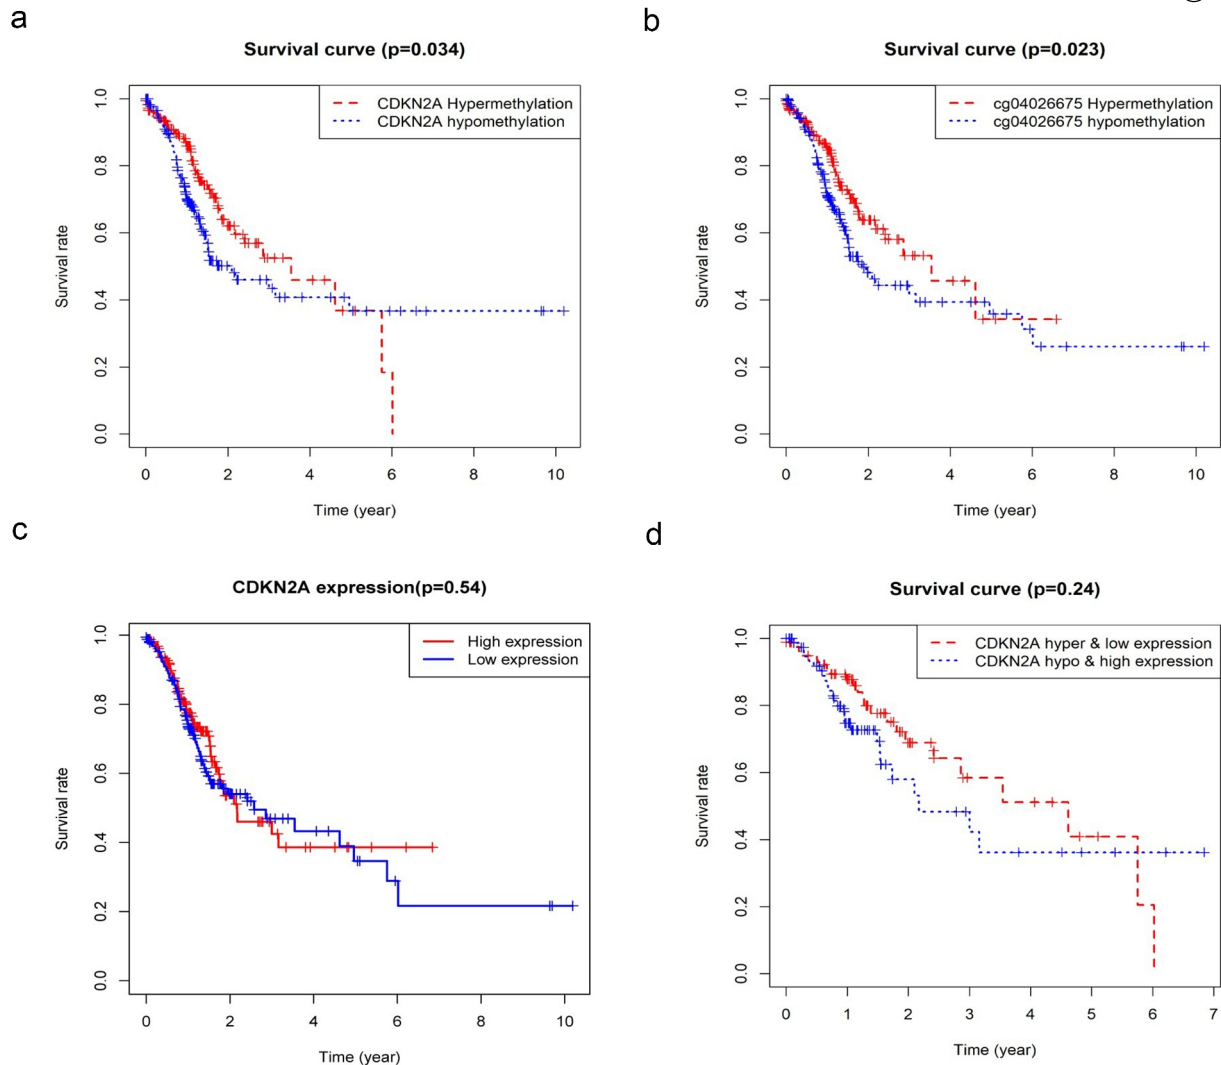 a
Survival curve (p=0.034)
CDKN2A Hypermethylation
CDKN2A hypomethylation
Survival rate
0.0 0.2 0.4 0.6 0.8 1.0
0 2 4 6 8 10
Time (year)
b
Survival curve (p=0.023)
cg04026675 Hypermethylation
cg04026675 hypomethylation
Survival rate
0.0 0.2 0.4 0.6 0.8 1.0
0 2 4 6 8 10
Time (year)
c
CDKN2A expression(p=0.54)
High expression
Low expression
Survival rate
0.0 0.2 0.4 0.6 0.8 1.0
0 2 4 6 8 10
Time (year)
d
Survival curve (p=0.24)
CDKN2A hyper & low expression
CDKN2A hypo & high expression
Survival rate
0.0 0.2 0.4 0.6 0.8 1.0
0 1 2 3 4 5 6 7
Time (year)